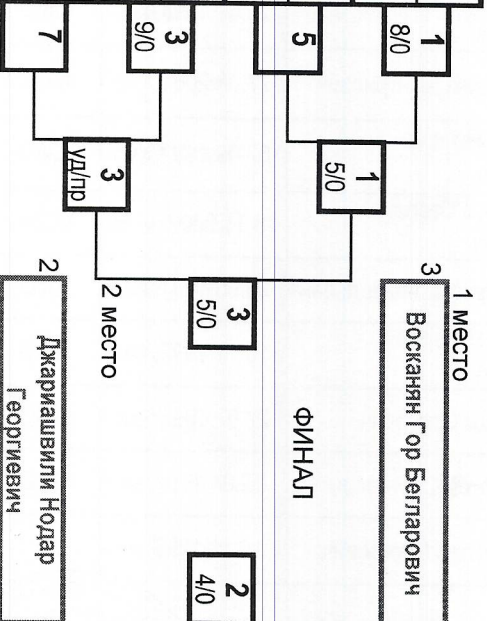 1 место
3
Восканян Гор Бегларович
1
8/0
1
5/0
5
ФИНАЛ
3
5/0
2
4/0
3
9/0
3
уд/пр
2 место
7
2
Джариашвили Нодар
Георгиевич